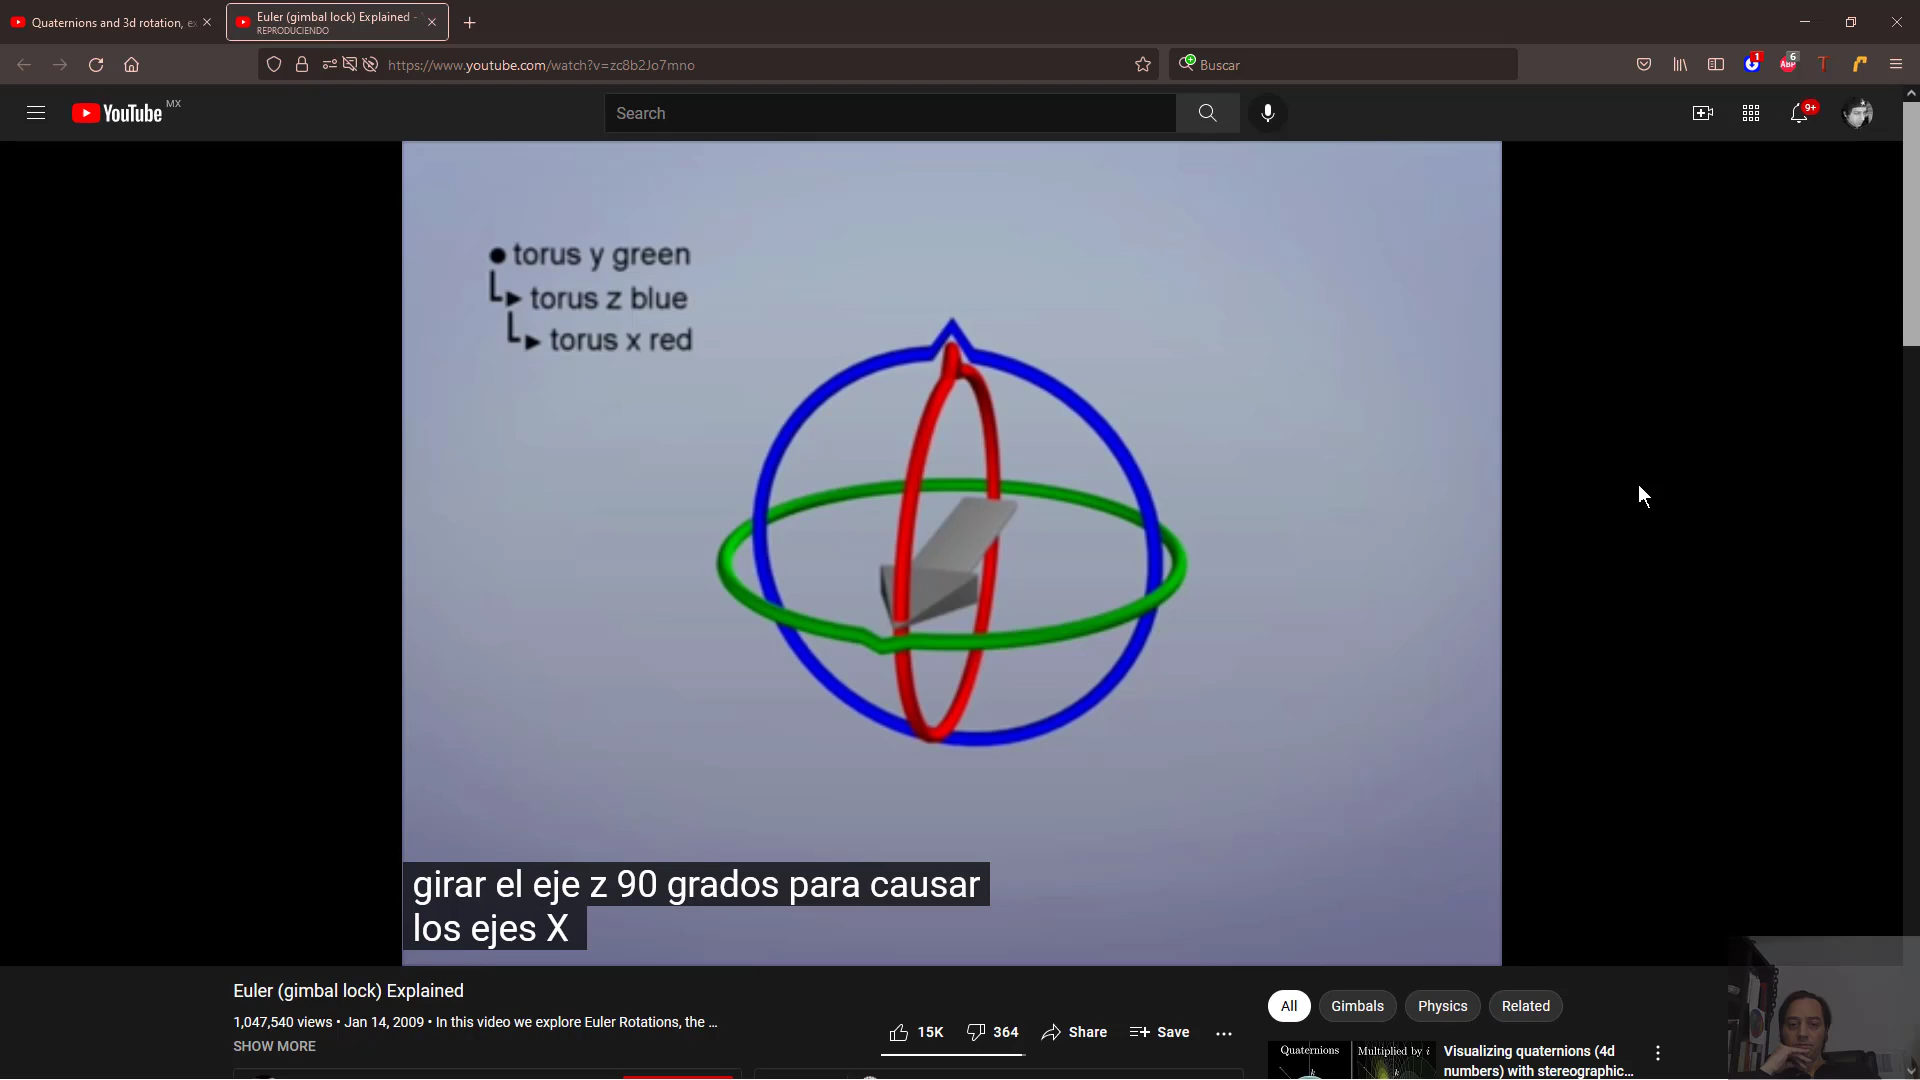 Quaternions and 3d rotation, e
Euler (gimbal lock) Explained -
REPRODUCIENDO
https://www.youtube.com/watch?v=zc8b2Jo7mno
Buscar
1
ABP
6
T
YouTube MX
Search
9+
torus y green
torus z blue
torus x red
girar el eje z 90 grados para causar
los ejes X
Euler (gimbal lock) Explained
1,047,540 views • Jan 14, 2009 • In this video we explore Euler Rotations, the ...
15K
364
Share
Save
SHOW MORE
All
Gimbals
Physics
Related
Quaternions
Multiplied by i
Visualizing quaternions (4d
numbers) with stereographic...